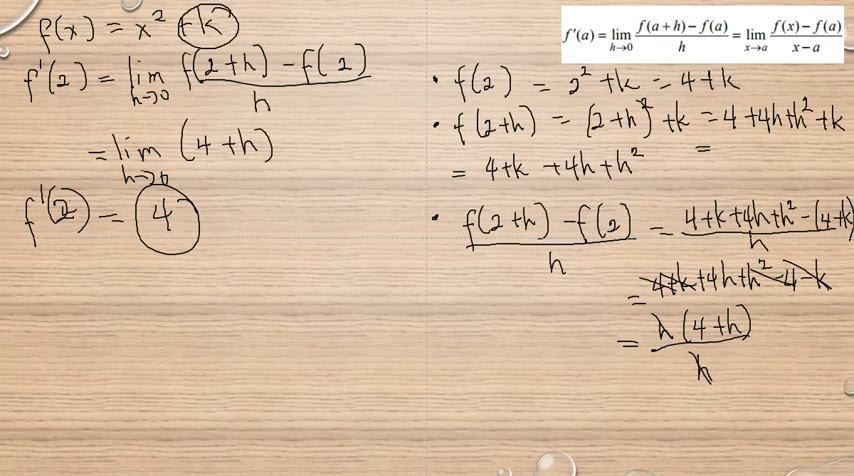 f(x) = x² + k
f'(2) = lim h→0 f(2+h) - f(2) / h
= lim h→0 (4+h)
f'(2) = 4
f'(a) = lim h→0 f(a+h) - f(a) / h = lim x→a f(x) - f(a) / x - a
• f(2) = 2² + k = 4+k
• f(2+h) = (2+h)² + k = 4+4h+h²+k
=
= 4+k +4h+h²
• f(2+h) - f(2) / h = 4+k+4h+h² - (4+k) / h
= 4+k+4h+h² - 4 - k
= h(4+h) / h